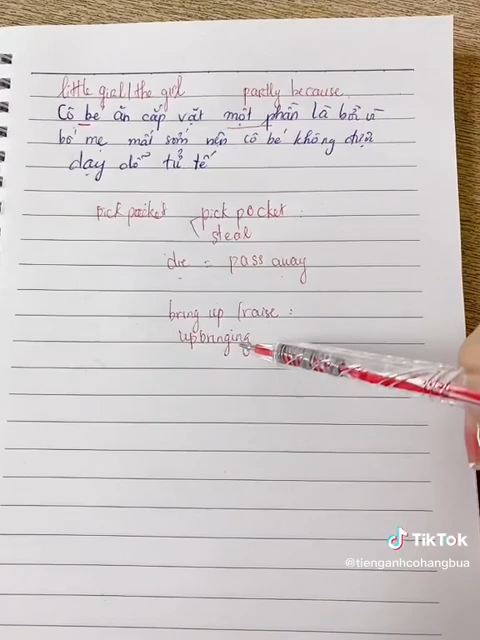 little girl / the girl partly because
Cô bé ăn cắp vặt một phần là bởi vì
bố mẹ mất sớm nên cô bé không được
dạy dỗ tử tế
pick pocket pick pocket :
steal
die = pass away
bring up / raise :
upbringing
TikTok
@tienganhcohangbua